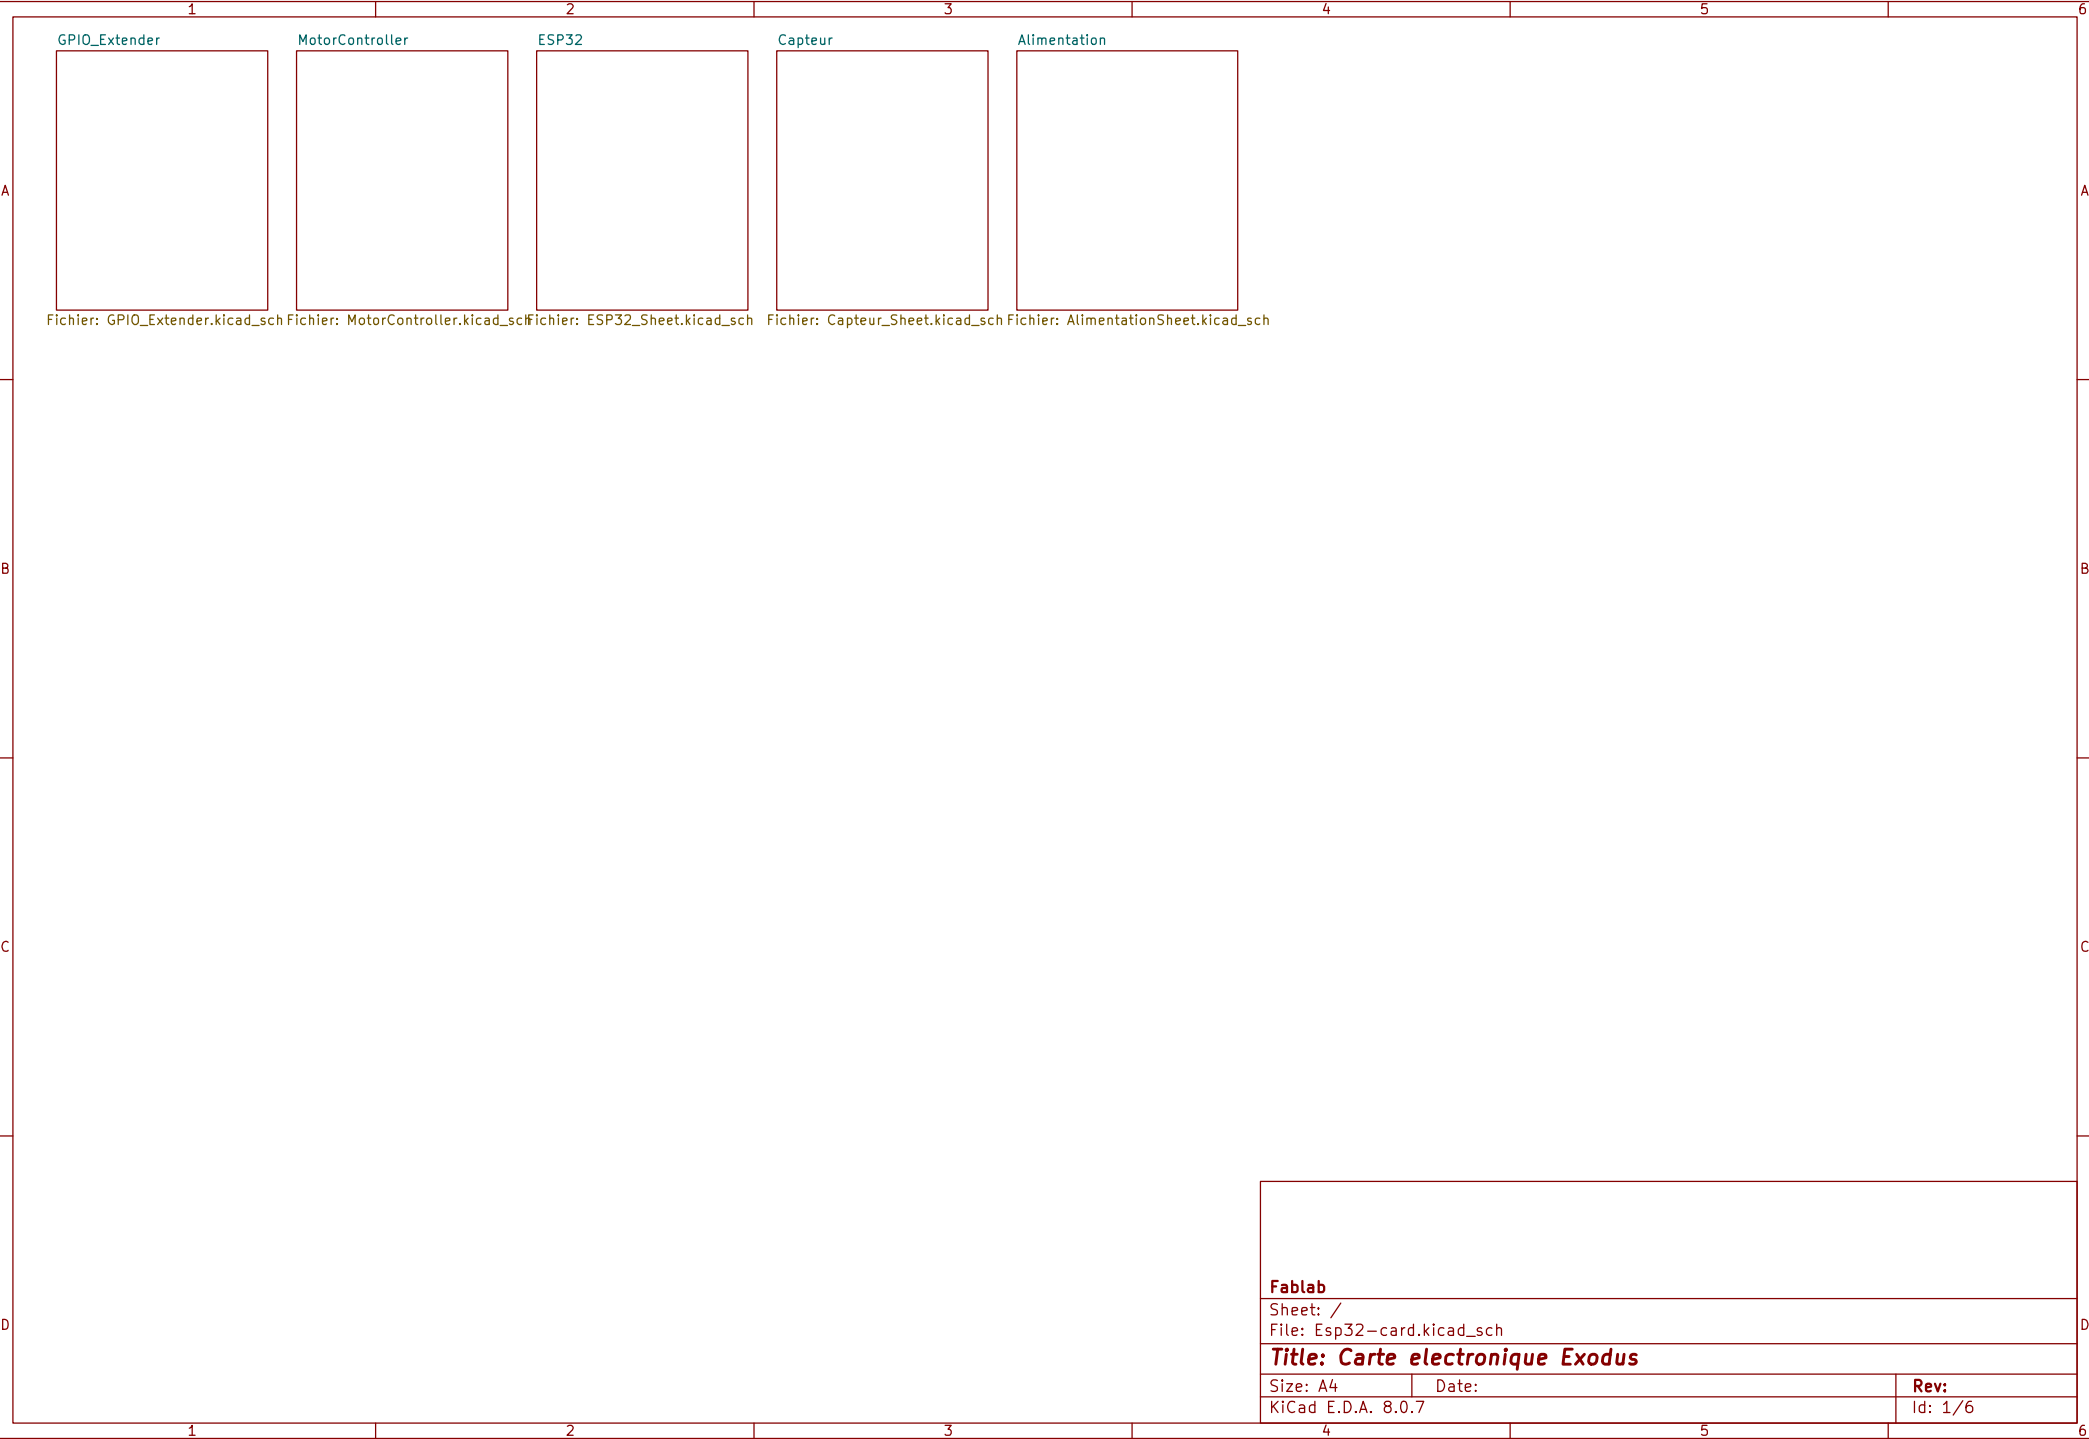 1 2 3 4 5 6
GPIO_Extender MotorController ESP32 Capteur Alimentation
A A
Fichier: GPIO_Extender.kicad_sch Fichier: MotorController.kicad_sch Fichier: ESP32_Sheet.kicad_sch Fichier: Capteur_Sheet.kicad_sch Fichier: AlimentationSheet.kicad_sch
B B
C C
Fablab
Sheet: /
D D
File: Esp32-card.kicad_sch
Title: Carte electronique Exodus
Size: A4 Date: Rev:
KiCad E.D.A. 8.0.7 Id: 1/6
1 2 3 4 5 6